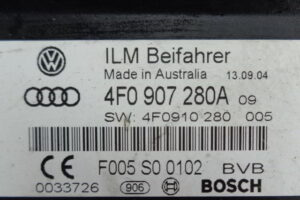 ILM Beifahrer
Made in Australia 13.09.04
4F0 907 280A 09
SW: 4F0910 280 005
F005 S0 0102 BVB
0033726 906 BOSCH